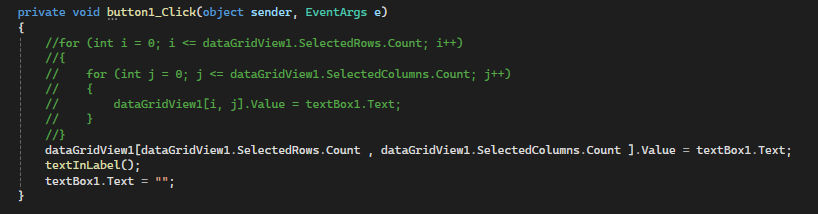 private void button1_Click(object sender, EventArgs e)
{
    //for (int i = 0; i <= dataGridView1.SelectedRows.Count; i++)
    //{
    //    for (int j = 0; j <= dataGridView1.SelectedColumns.Count; j++)
    //    {
    //        dataGridView1[i, j].Value = textBox1.Text;
    //    }
    //}
    dataGridView1[dataGridView1.SelectedRows.Count , dataGridView1.SelectedColumns.Count ].Value = textBox1.Text;
    textInLabel();
    textBox1.Text = "";
}